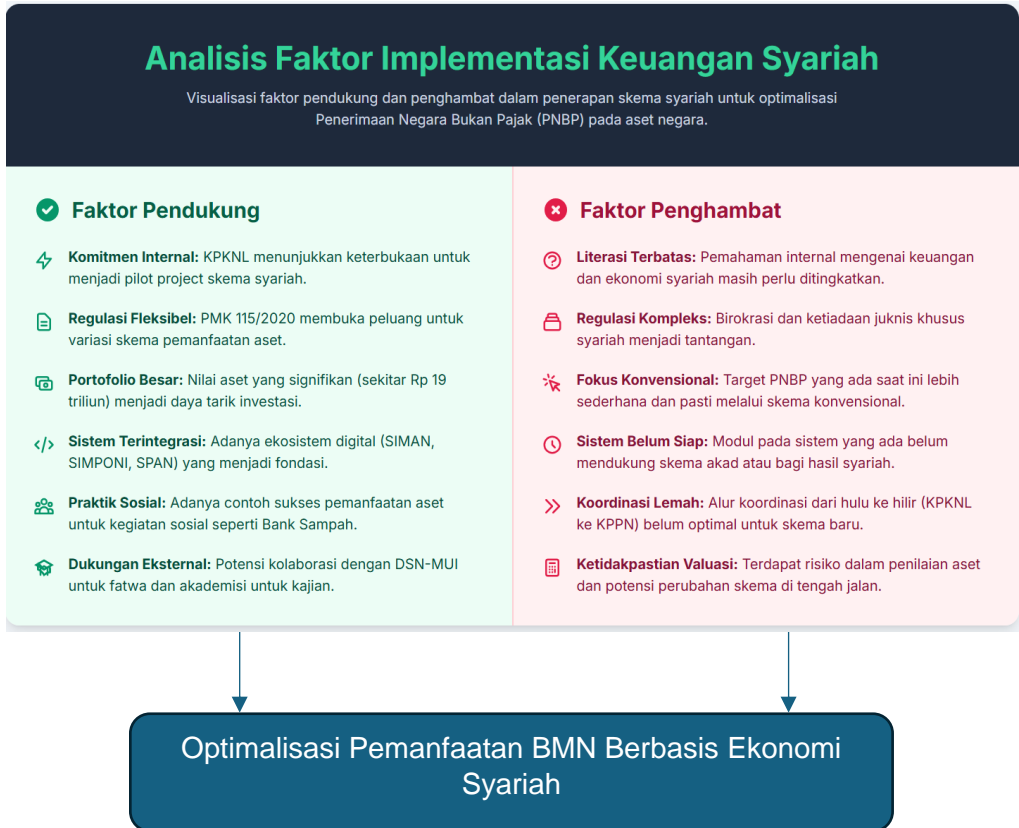 Analisis Faktor Implementasi Keuangan Syariah
Visualisasi faktor pendukung dan penghambat dalam penerapan skema syariah untuk optimalisasi
Penerimaan Negara Bukan Pajak (PNBP) pada aset negara.
Faktor Pendukung
Komitmen Internal: KPKNL menunjukkan keterbukaan untuk
menjadi pilot project skema syariah.
Regulasi Fleksibel: PMK 115/2020 membuka peluang untuk
variasi skema pemanfaatan aset.
Portofolio Besar: Nilai aset yang signifikan (sekitar Rp 19
triliun) menjadi daya tarik investasi.
Sistem Terintegrasi: Adanya ekosistem digital (SIMAN,
SIMPONI, SPAN) yang menjadi fondasi.
Praktik Sosial: Adanya contoh sukses pemanfaatan aset
untuk kegiatan sosial seperti Bank Sampah.
Dukungan Eksternal: Potensi kolaborasi dengan DSN-MUI
untuk fatwa dan akademisi untuk kajian.
Faktor Penghambat
Literasi Terbatas: Pemahaman internal mengenai keuangan
dan ekonomi syariah masih perlu ditingkatkan.
Regulasi Kompleks: Birokrasi dan ketiadaan juknis khusus
syariah menjadi tantangan.
Fokus Konvensional: Target PNBP yang ada saat ini lebih
sederhana dan pasti melalui skema konvensional.
Sistem Belum Siap: Modul pada sistem yang ada belum
mendukung skema akad atau bagi hasil syariah.
Koordinasi Lemah: Alur koordinasi dari hulu ke hilir (KPKNL
ke KPPN) belum optimal untuk skema baru.
Ketidakpastian Valuasi: Terdapat risiko dalam penilaian aset
dan potensi perubahan skema di tengah jalan.
Optimalisasi Pemanfaatan BMN Berbasis Ekonomi
Syariah